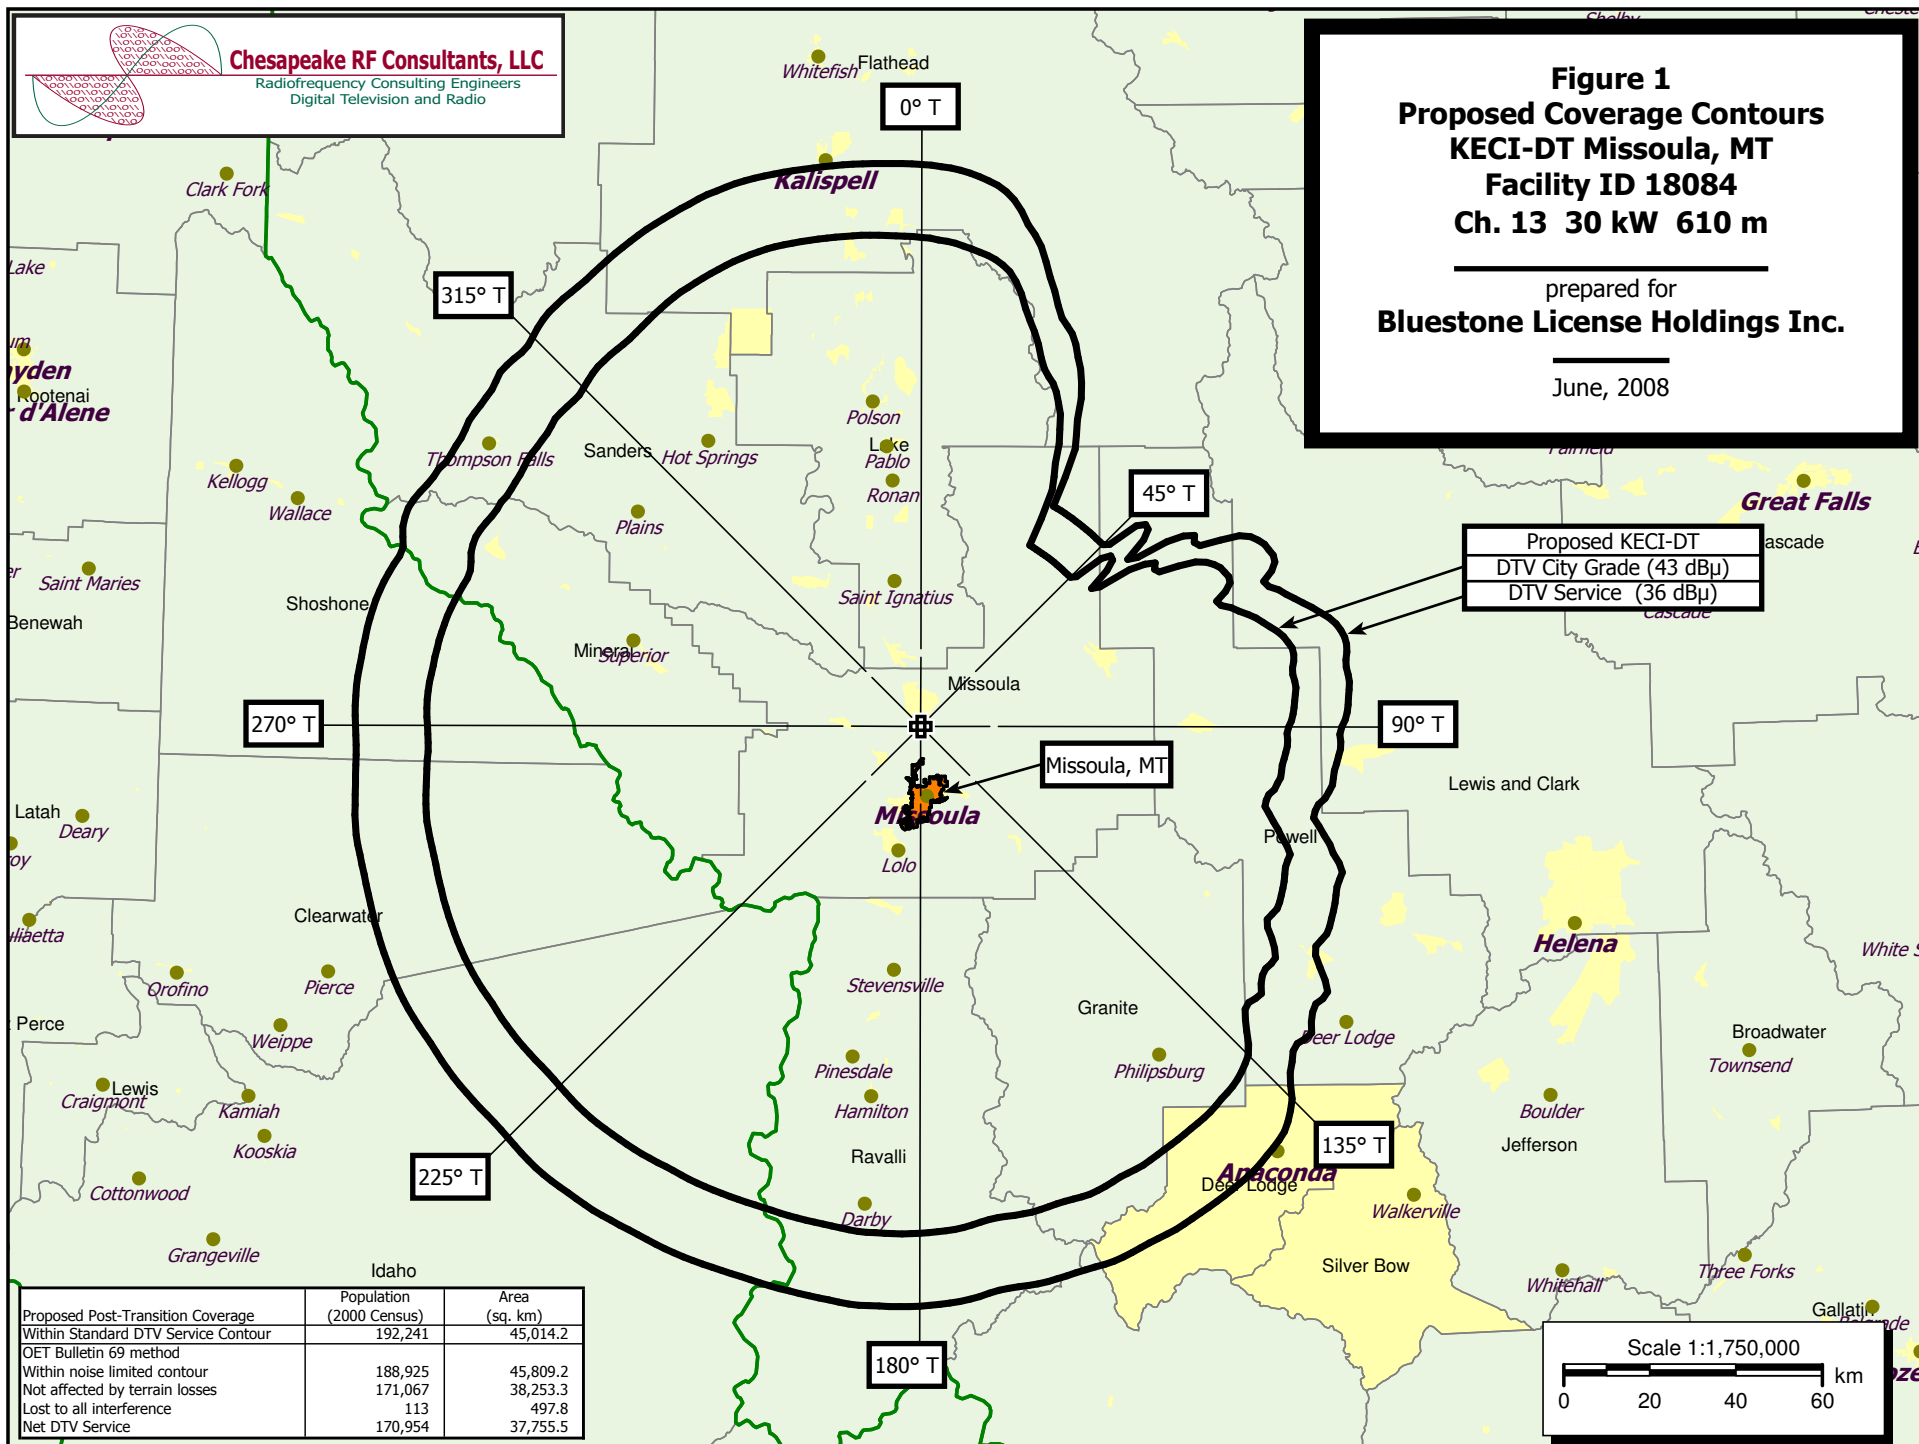 Chesapeake RF Consultants, LLC
Radiofrequency Consulting Engineers
Digital Television and Radio
Figure 1
Proposed Coverage Contours
KECI-DT Missoula, MT
Facility ID 18084
Ch. 13 30 kW 610 m
prepared for
Bluestone License Holdings Inc.
June, 2008
Shelby
Whitefish
Flathead
0° T
Kalispell
Clark Fork
Lake
315° T
Kootenai
d'Alene
Polson
Lake
Pablo
Ronan
Sanders
Hot Springs
Thompson Falls
Kellogg
Wallace
Plains
45° T
Fairfield
Great Falls
Proposed KECI-DT
DTV City Grade (43 dBµ)
DTV Service (36 dBµ)
Cascade
Saint Maries
Benewah
Shoshone
Saint Ignatius
Mineral
Superior
Missoula
270° T
90° T
Missoula, MT
Missoula
Lolo
Lewis and Clark
Powell
Latah
Deary
Clearwater
Orofino
Pierce
Weippe
Perce
Stevensville
Granite
Helena
White S
Deer Lodge
Broadwater
Townsend
Lewis
Craigmont
Kamiah
Kooskia
Pinesdale
Hamilton
Philipsburg
Boulder
Jefferson
135° T
Anaconda
Deer Lodge
Walkerville
225° T
Ravalli
Darby
Cottonwood
Grangeville
Idaho
Silver Bow
Whitehall
Three Forks
Gallatin
Belgrade
180° T
Proposed Post-Transition Coverage Population (2000 Census) Area (sq. km)
Within Standard DTV Service Contour 192,241 45,014.2
OET Bulletin 69 method
Within noise limited contour 188,925 45,809.2
Not affected by terrain losses 171,067 38,253.3
Lost to all interference 113 497.8
Net DTV Service 170,954 37,755.5
Scale 1:1,750,000
km
0 20 40 60